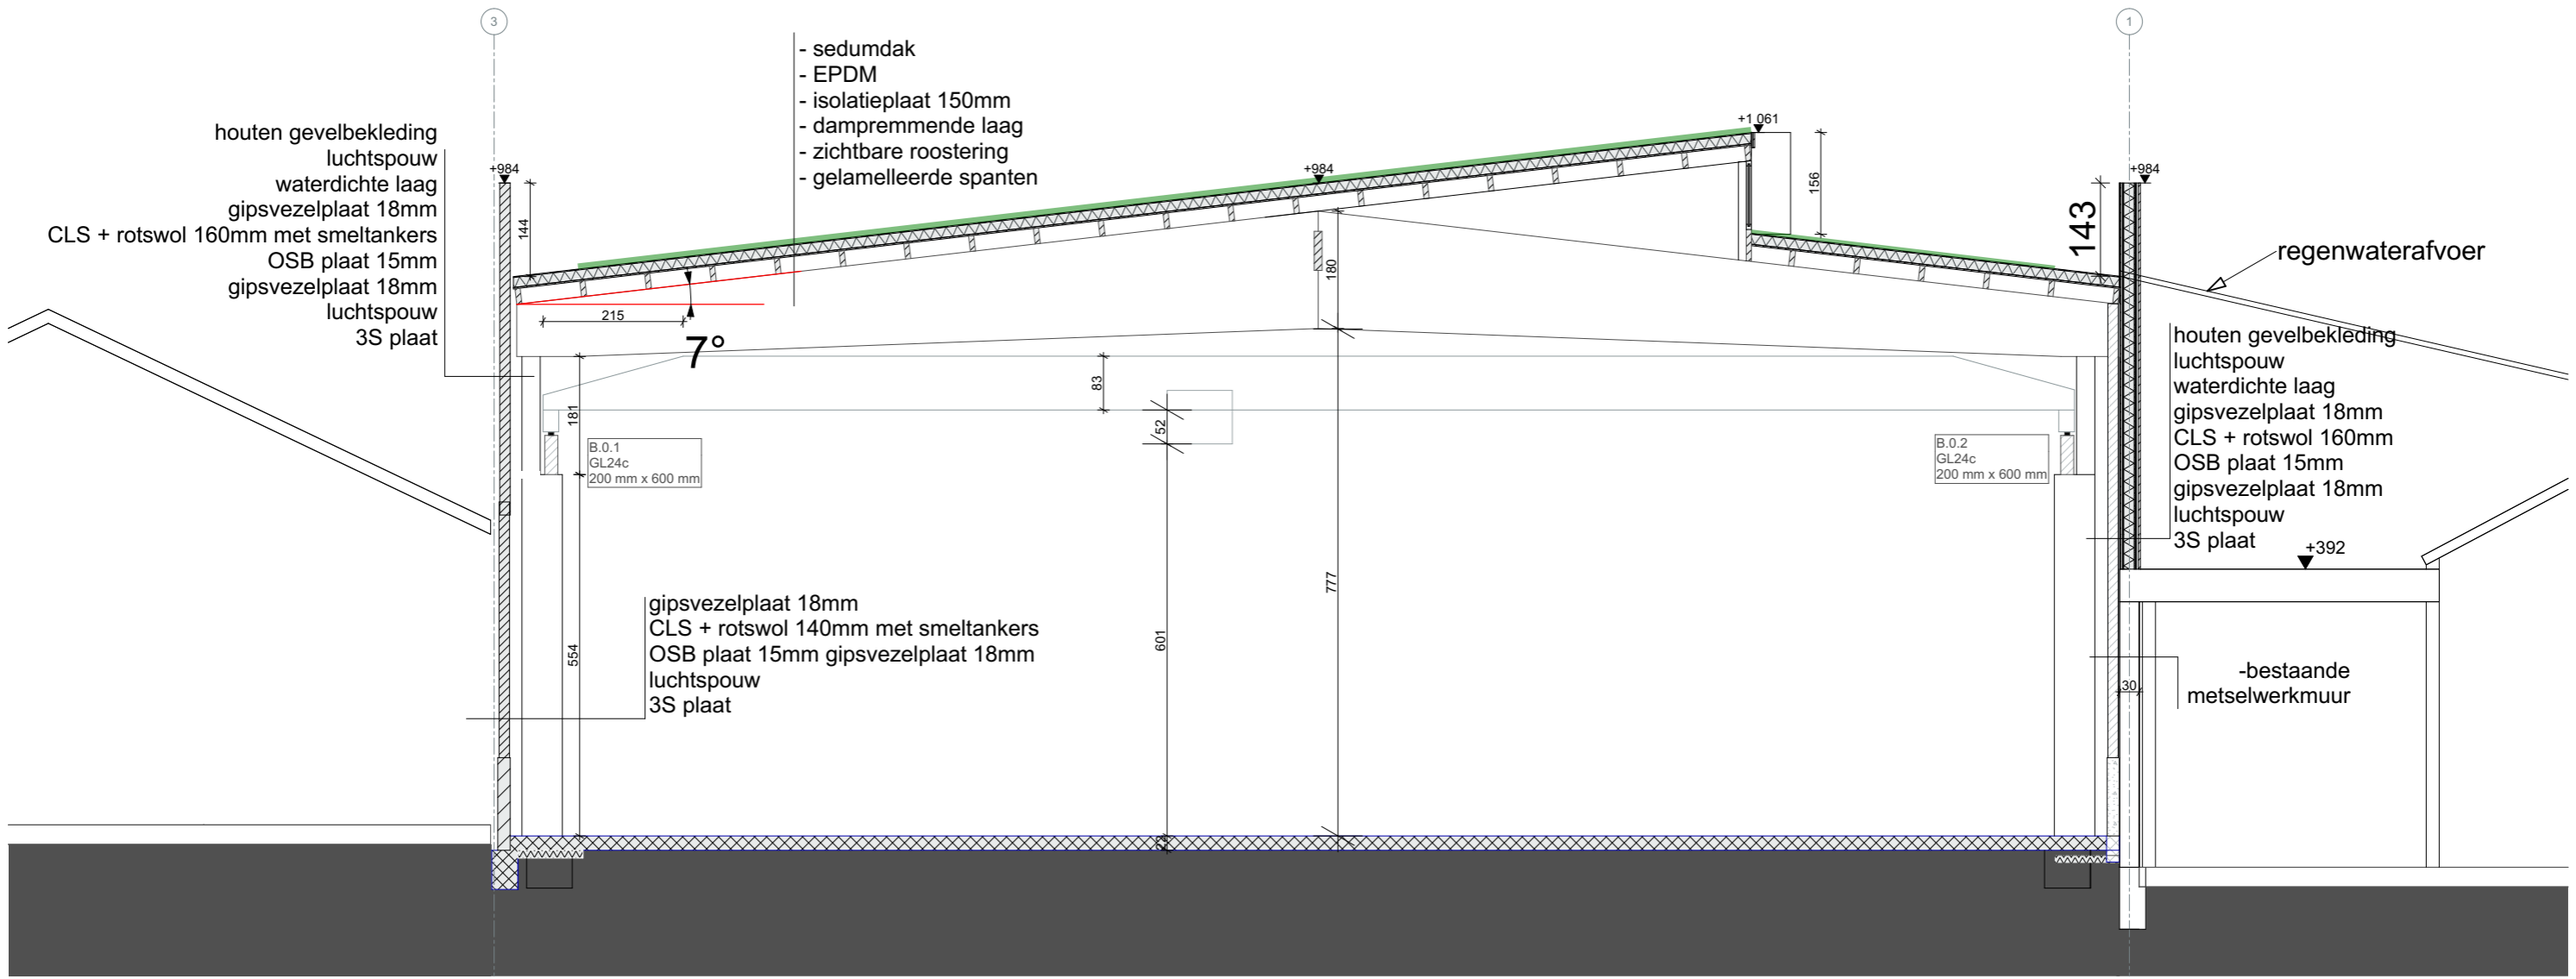 3
1
- sedumdak
- EPDM
- isolatieplaat 150mm
- dampremmende laag
- zichtbare roostering
- gelamelleerde spanten
houten gevelbekleding
luchtspouw
waterdichte laag
gipsvezelplaat 18mm
CLS + rotswol 160mm met smeltankers
OSB plaat 15mm
gipsvezelplaat 18mm
luchtspouw
3S plaat
+984
144
+984
+1 061
156
+984
143
regenwaterafvoer
215
7°
180
83
181
52
B.0.1
GL24c
200 mm x 600 mm
B.0.2
GL24c
200 mm x 600 mm
houten gevelbekleding
luchtspouw
waterdichte laag
gipsvezelplaat 18mm
CLS + rotswol 160mm
OSB plaat 15mm
gipsvezelplaat 18mm
luchtspouw
3S plaat
+392
gipsvezelplaat 18mm
CLS + rotswol 140mm met smeltankers
OSB plaat 15mm gipsvezelplaat 18mm
luchtspouw
3S plaat
554
601
777
22
30
-bestaande
metselwerkmuur